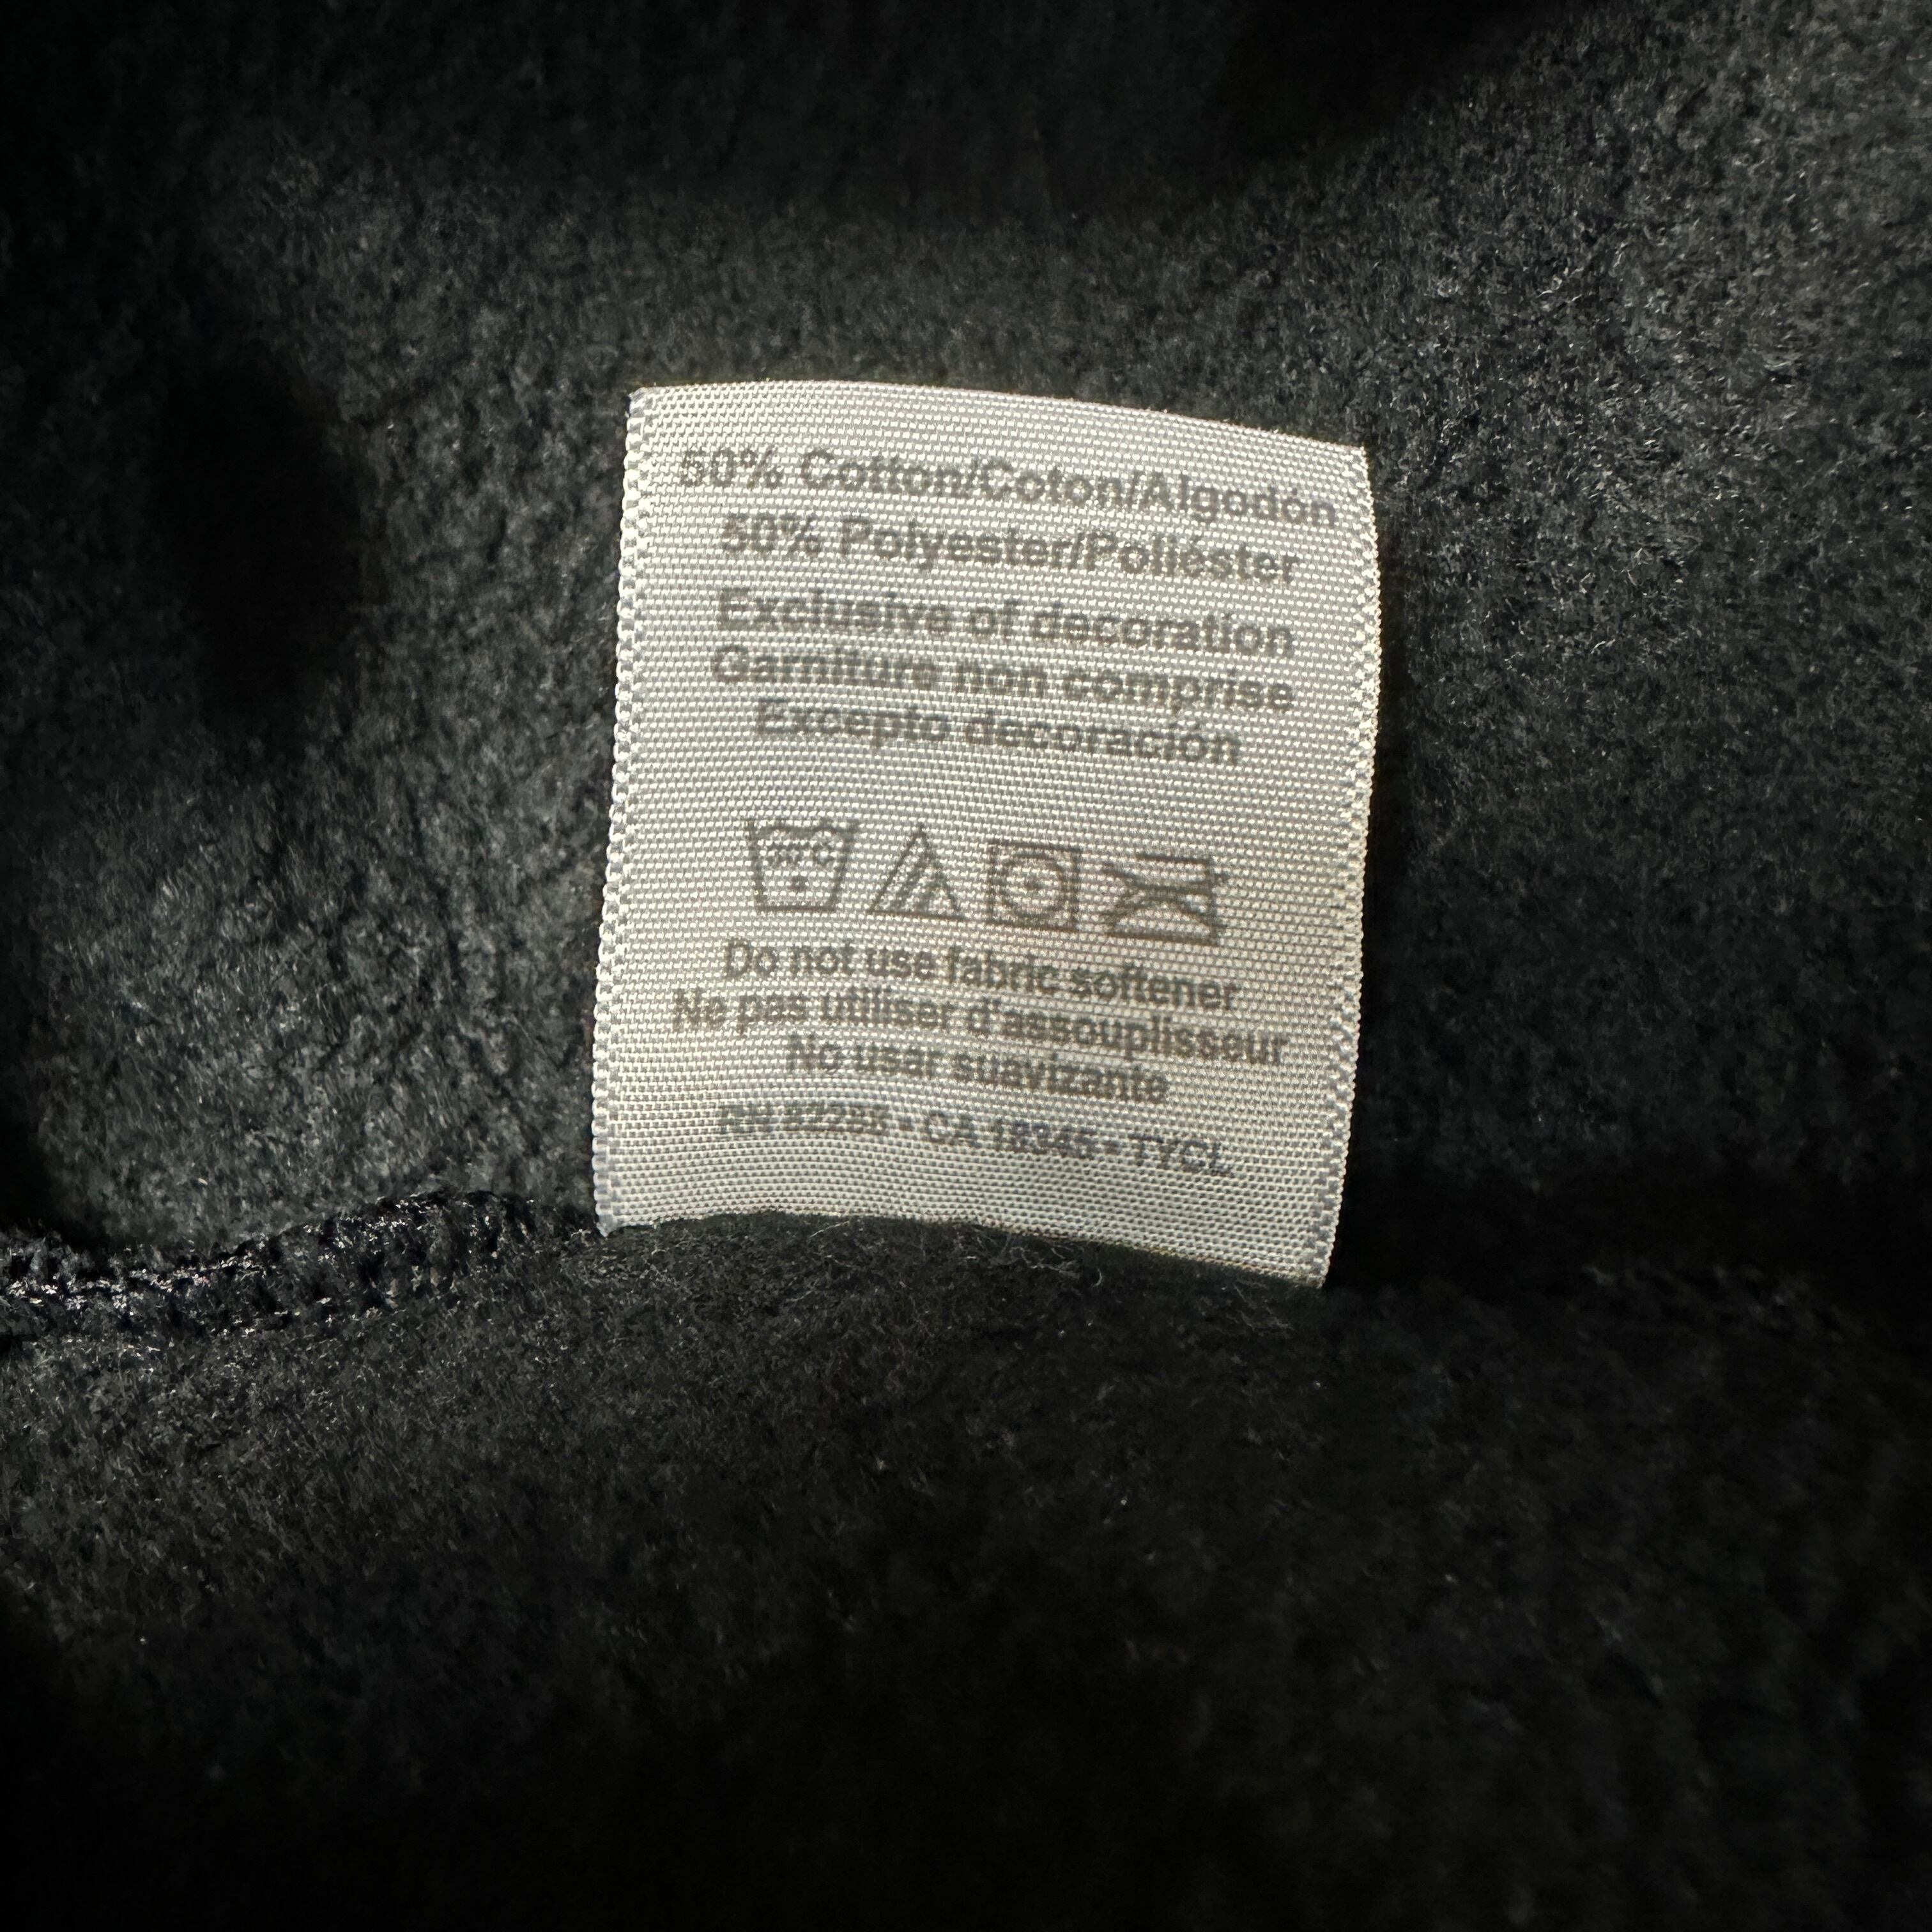 50% Cotton/Coton/Algodón
50% Polyester/Poliéster
Exclusive of decoration
Garniture non comprise
Excepto decoración
30°C
Do not use fabric softener
Ne pas utiliser d'assouplisseur
No usar suavizante
RN • CA 18345 • TYCL